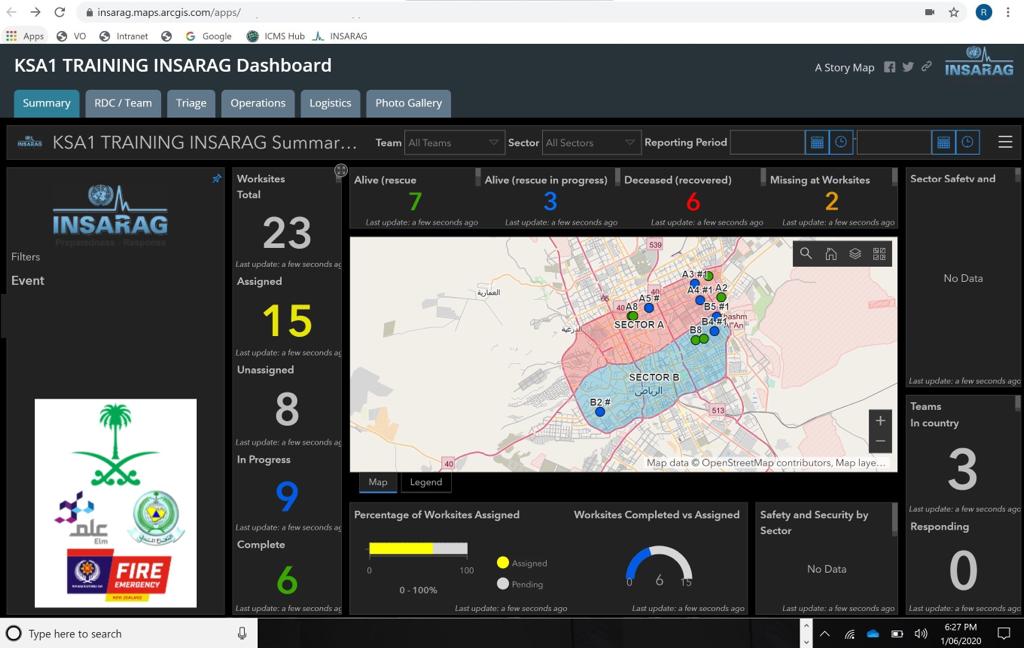 insarag.maps.arcgis.com/apps/
R
Apps
VO
Intranet
Google
ICMS Hub
INSARAG
KSA1 TRAINING INSARAG Dashboard
A Story Map
INSARAG
Summary
RDC / Team
Triage
Operations
Logistics
Photo Gallery
INSARAG
KSA1 TRAINING INSARAG Summar...
Team
All Teams
Sector
All Sectors
Reporting Period
INSARAG
Preparedness - Response
Filters
Event
علم
Elm
FIRE
EMERGENCY
NEW ZEALAND
Worksites
Total
23
Last update: a few seconds ag
Assigned
15
Last update: a few seconds ag
Unassigned
8
Last update: a few seconds ag
In Progress
9
Last update: a few seconds ag
Complete
6
Last update: a few seconds ag
Alive (rescue
7
Last update: a few seconds ago
Alive (rescue in progress)
3
Last update: a few seconds ago
Deceased (recovered)
6
Last update: a few seconds ago
Missing at Worksites
2
Last update: a few seconds ago
539
A3 #1
A4 #1
A2
40
65
A5 #
40
A8
B5 #1
B4 #1
B8
العمارية
الدرعية
SECTOR A
SECTOR B
الرياض
B2 #
513
40
+
−
Map data © OpenStreetMap contributors, Map laye...
Map
Legend
Percentage of Worksites Assigned
0
100
0 - 100%
Assigned
Pending
Last update: a few seconds ago
Worksites Completed vs Assigned
0
6
15
Last update: a few seconds ago
Safety and Security by
Sector
No Data
Last update: a few seconds ago
Sector Safety and
No Data
Last update: a few seconds ago
Teams
In country
3
Last update: a few seconds ago
Responding
0
Last update: a few seconds ago
Type here to search
6:27 PM
1/06/2020